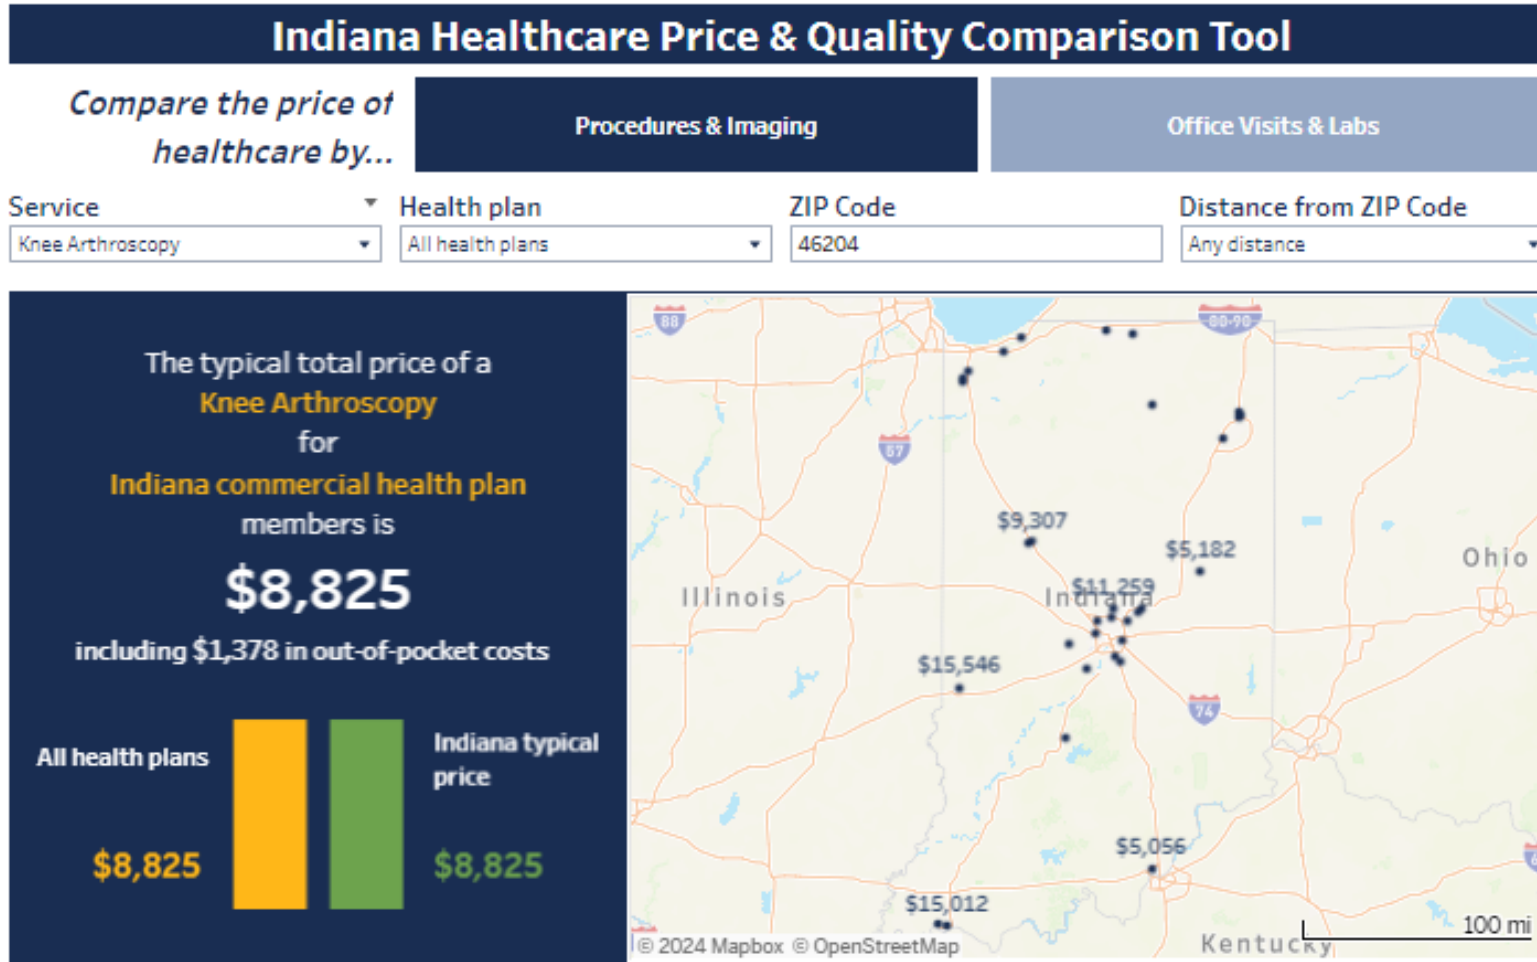 Indiana Healthcare Price & Quality Comparison Tool
Compare the price of
healthcare by...
Procedures & Imaging
Office Visits & Labs
Service
Health plan
ZIP Code
Distance from ZIP Code
Knee Arthroscopy
All health plans
46204
Any distance
The typical total price of a
Knee Arthroscopy
for
Indiana commercial health plan
members is
$8,825
including $1,378 in out-of-pocket costs
All health plans
$8,825
Indiana typical
price
$8,825
88
80-90
57
$9,307
$5,182
Ohio
$11,259
Illinois
Indiana
$15,546
74
$5,056
$15,012
100 mi
Kentucky
© 2024 Mapbox © OpenStreetMap